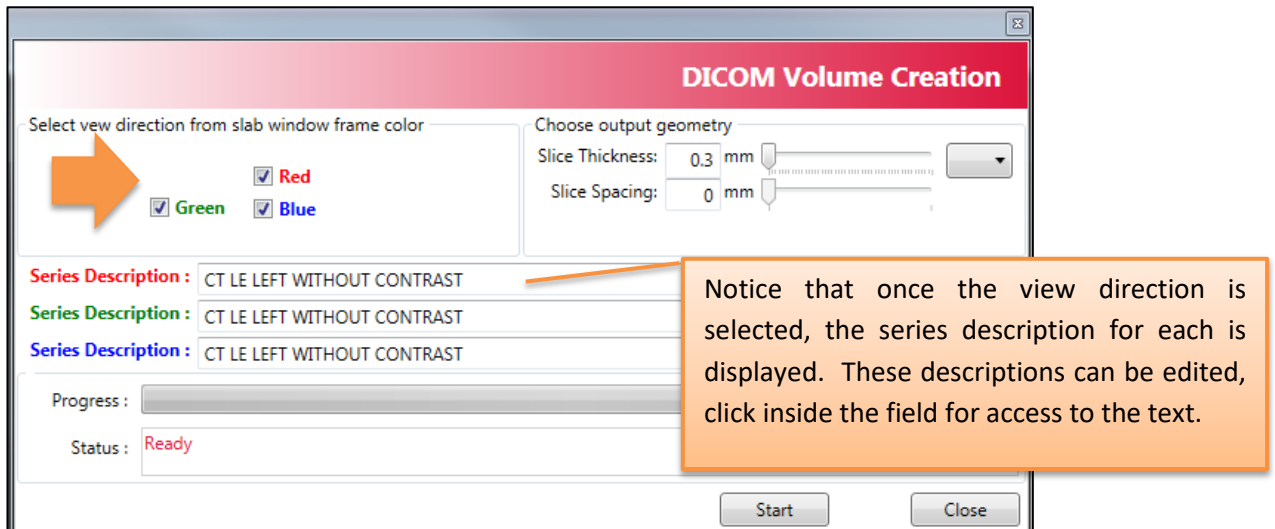 DICOM Volume Creation
Select vew direction from slab window frame color
Red
Green
Blue
Choose output geometry
Slice Thickness: 0.3 mm
Slice Spacing: 0 mm
Series Description : CT LE LEFT WITHOUT CONTRAST
Series Description : CT LE LEFT WITHOUT CONTRAST
Series Description : CT LE LEFT WITHOUT CONTRAST
Notice that once the view direction is
selected, the series description for each is
displayed. These descriptions can be edited,
click inside the field for access to the text.
Progress :
Status : Ready
Start
Close